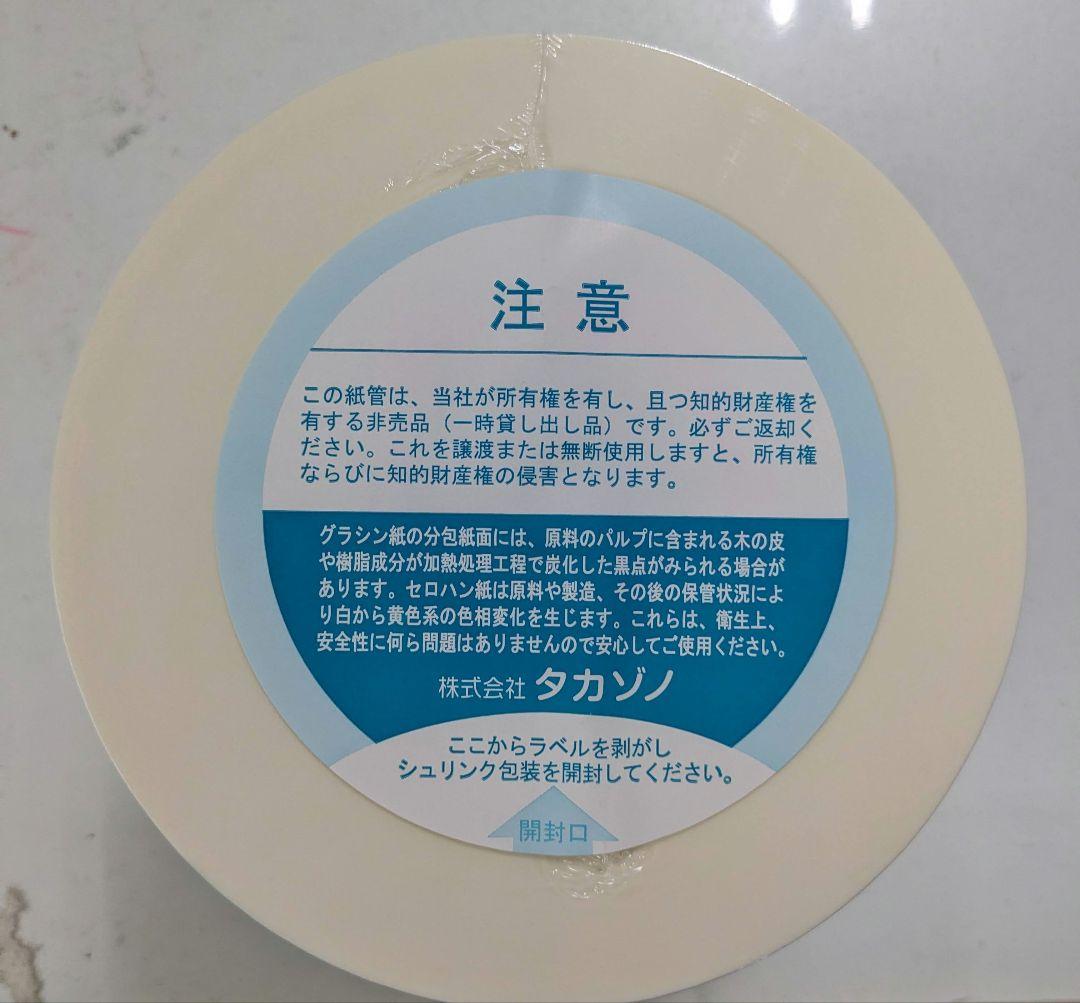 注意
この紙管は、当社が所有権を有し、且つ知的財産権を
有する非売品（一時貸し出し品）です。必ずご返却く
ださい。これを譲渡または無断使用しますと、所有権
ならびに知的財産権の侵害となります。
グラシン紙の分包紙面には、原料のパルプに含まれる木の皮
や樹脂成分が加熱処理工程で炭化した黒点がみられる場合が
あります。セロハン紙は原料や製造、その後の保管状況によ
り白から黄色系の色相変化を生じます。これらは、衛生上、
安全性に何ら問題はありませんので安心してご使用ください。
株式会社 タカゾノ
ここからラベルを剥がし
シュリンク包装を開封してください。
開封口